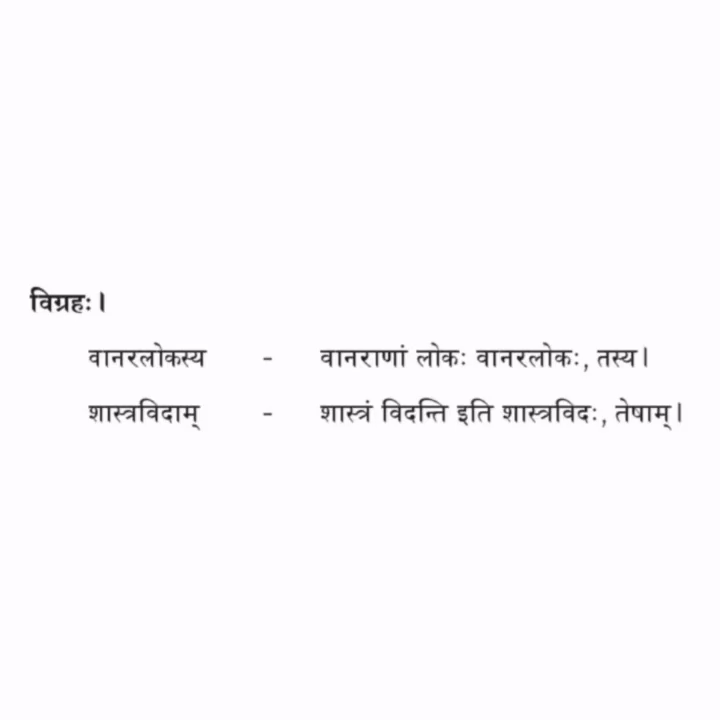 विग्रहः।
वानरलोकस्य - वानराणां लोकः वानरलोकः, तस्य।
शास्त्रविदाम् - शास्त्रं विदन्ति इति शास्त्रविदः, तेषाम्।